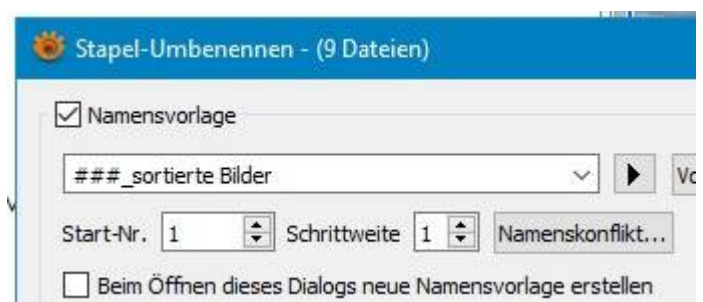 Stapel-Umbenennen - (9 Dateien)
Namensvorlage
###_sortierte Bilder
Start-Nr. 1 Schrittweite 1 Namenskonflikt...
Beim Öffnen dieses Dialogs neue Namensvorlage erstellen